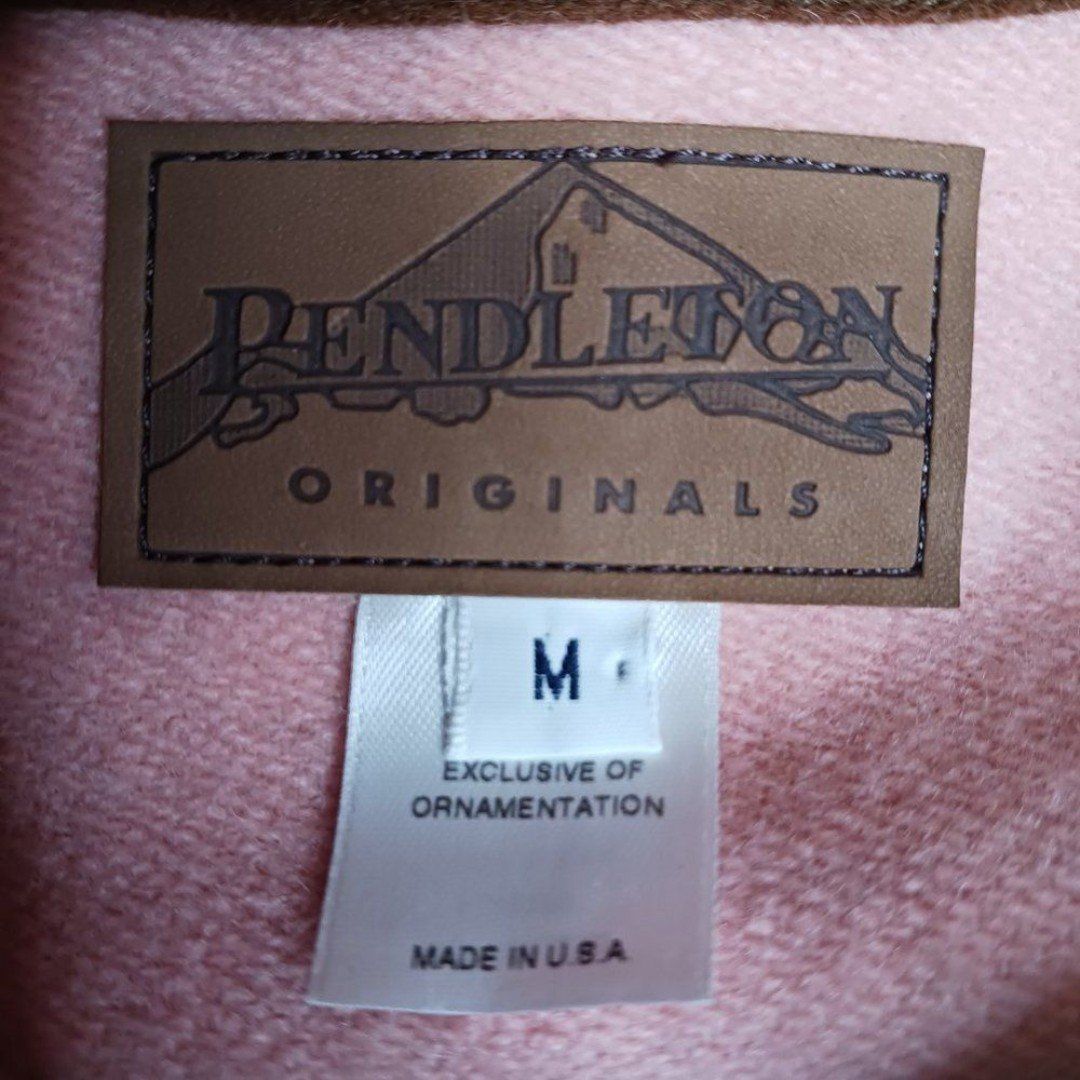 PENDLETON
ORIGINALS
M
EXCLUSIVE OF
ORNAMENTATION
MADE IN U.S.A.